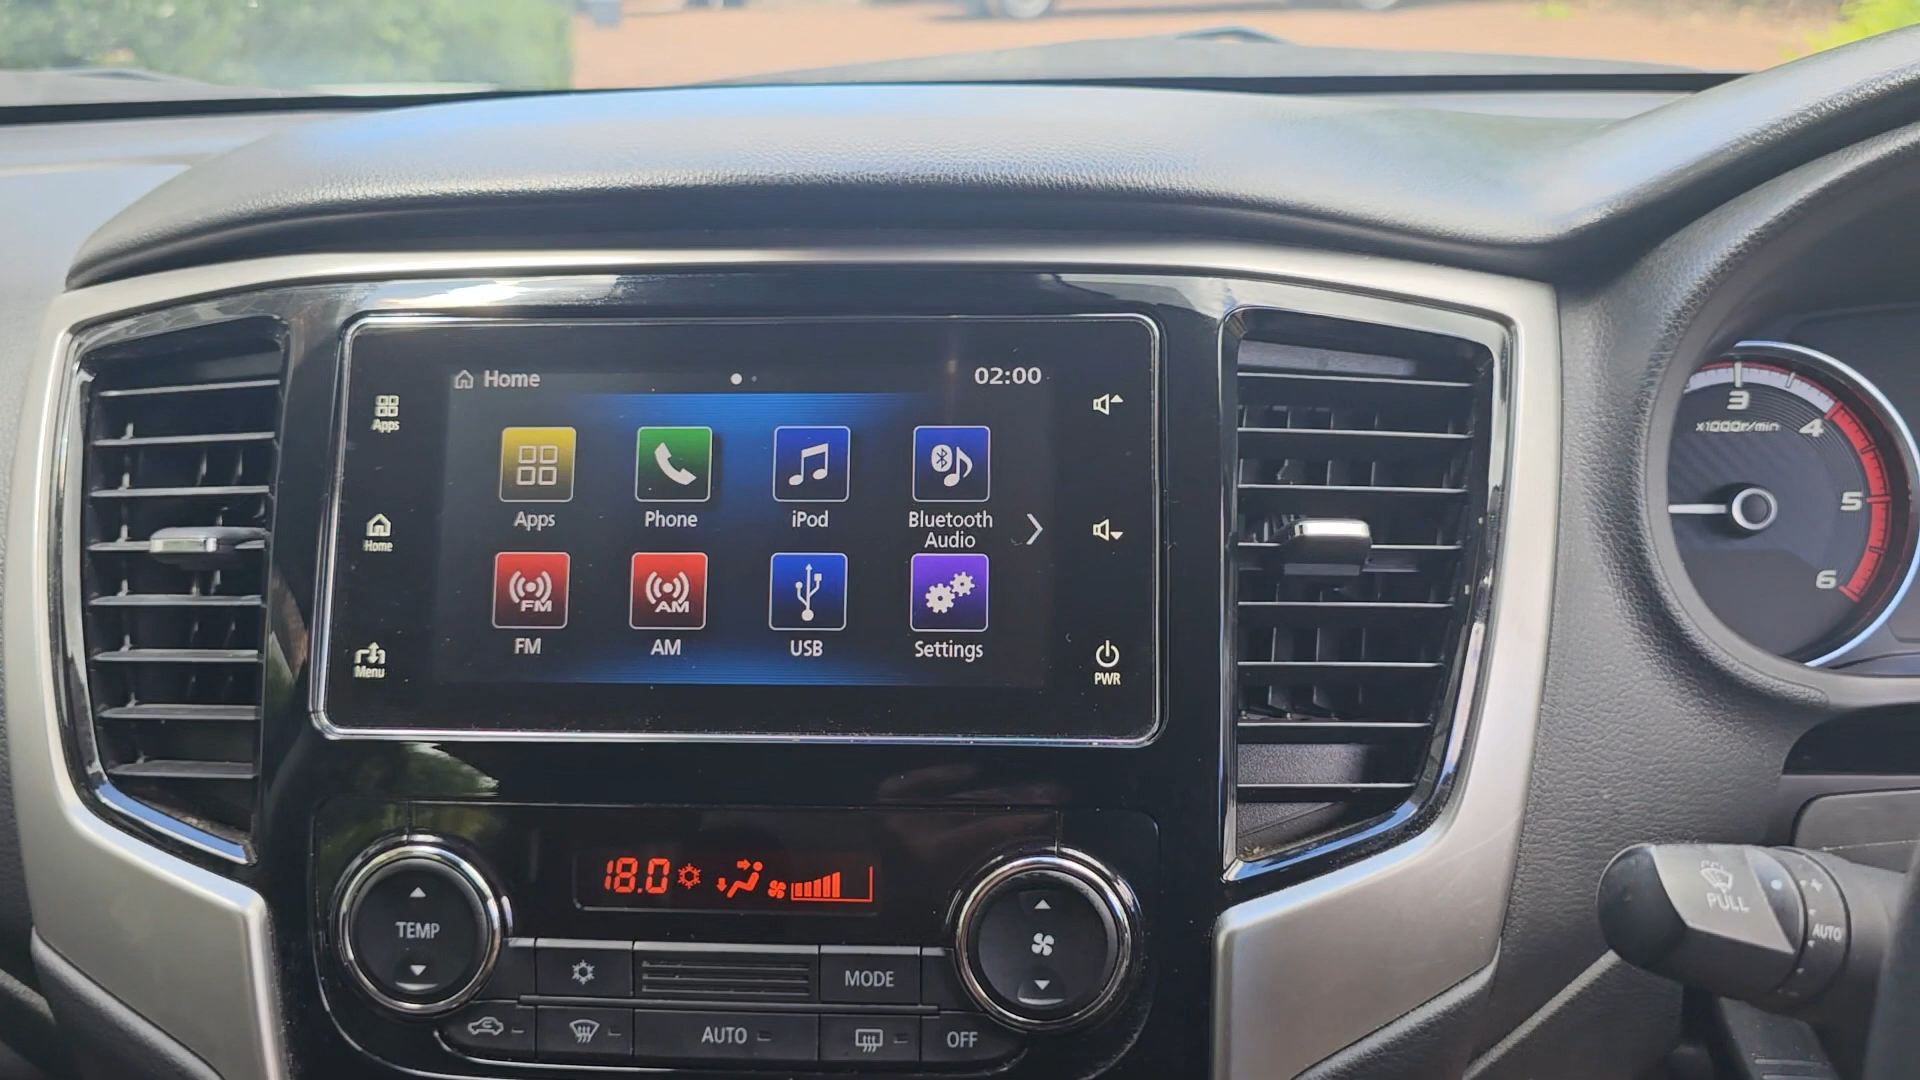 Home
02:00
Apps
Apps
Phone
iPod
Bluetooth
Audio
Home
FM
AM
FM
AM
USB
Settings
Menu
PWR
3
x1000r/min
4
5
6
18.0
TEMP
MODE
AUTO
OFF
PULL
AUTO